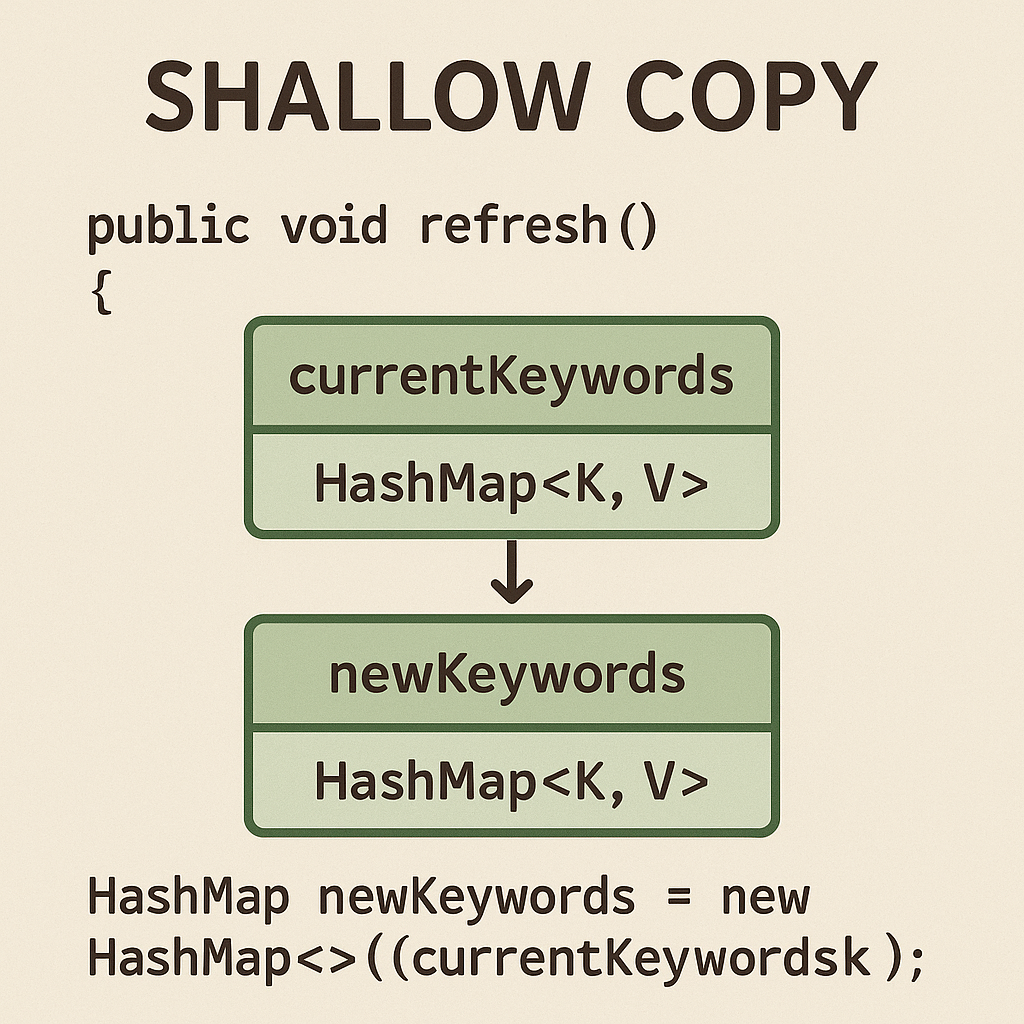 SHALLOW COPY
public void refresh()
{
currentKeywords
HashMap<K, V>
newKeywords
HashMap<K, V>
HashMap newKeywords = new
HashMap<>((currentKeywordsk );